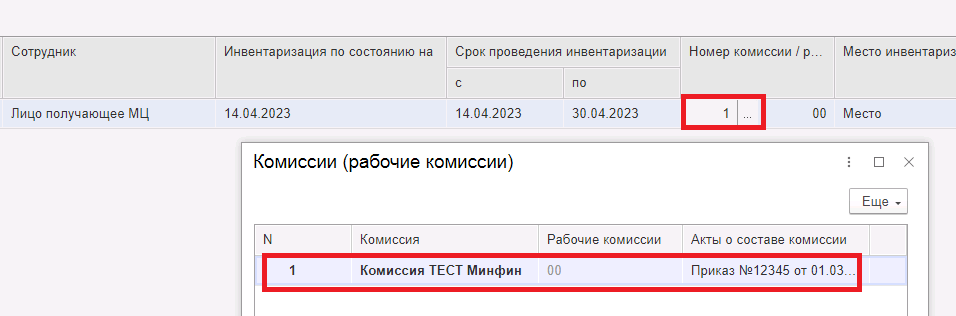 Сотрудник Инвентаризация по состоянию на Срок проведения инвентаризации Номер комиссии / р... Место инвентариз
с по
Лицо получающее МЦ 14.04.2023 14.04.2023 30.04.2023 1 ... 00 Место
Комиссии (рабочие комиссии)
Еще
N Комиссия Рабочие комиссии Акты о составе комиссии
1 Комиссия ТЕСТ Минфин 00 Приказ №12345 от 01.03...